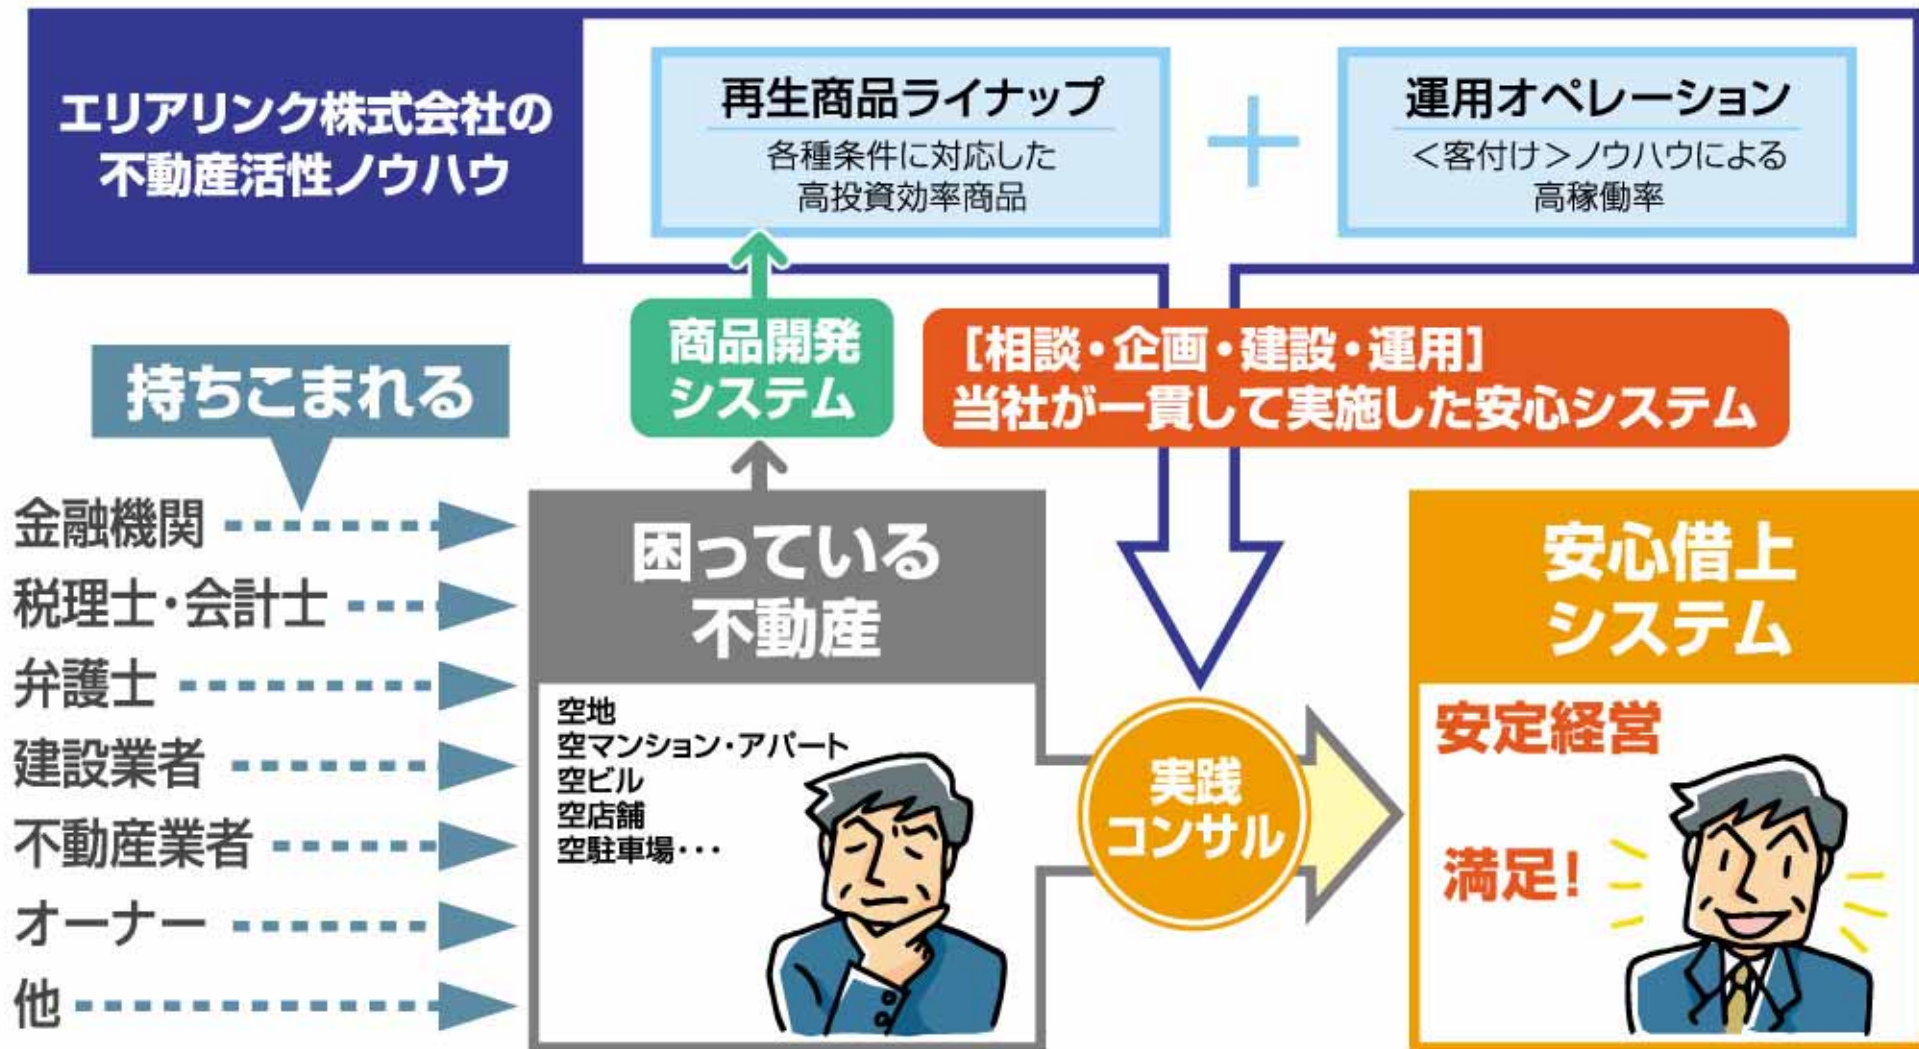 エリアリンク株式会社の
不動産活性ノウハウ
再生商品ライナップ
各種条件に対応した
高投資効率商品
＋
運用オペレーション
＜客付け＞ノウハウによる
高稼働率
商品開発
システム
［相談・企画・建設・運用］
当社が一貫して実施した安心システム
持ちこまれる
金融機関
税理士・会計士
弁護士
建設業者
不動産業者
オーナー
他
困っている
不動産
空地
空マンション・アパート
空ビル
空店舗
空駐車場・・・
実践
コンサル
安心借上
システム
安定経営
満足！